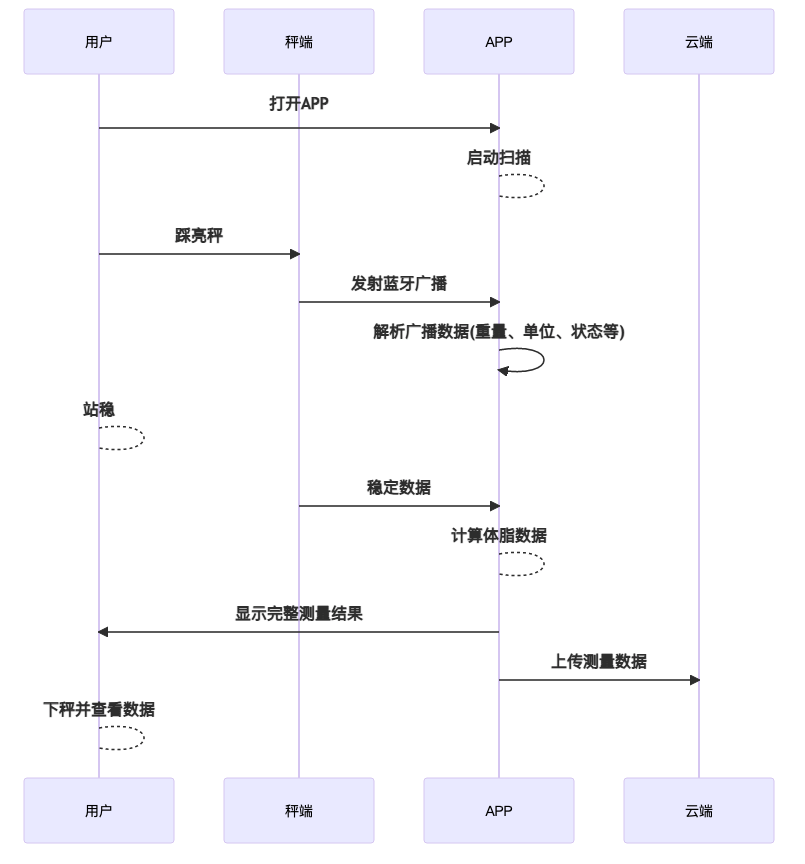 用户
秤端
APP
云端
打开APP
启动扫描
踩亮秤
发射蓝牙广播
解析广播数据(重量、单位、状态等)
站稳
稳定数据
计算体脂数据
显示完整测量结果
上传测量数据
下秤并查看数据
用户
秤端
APP
云端